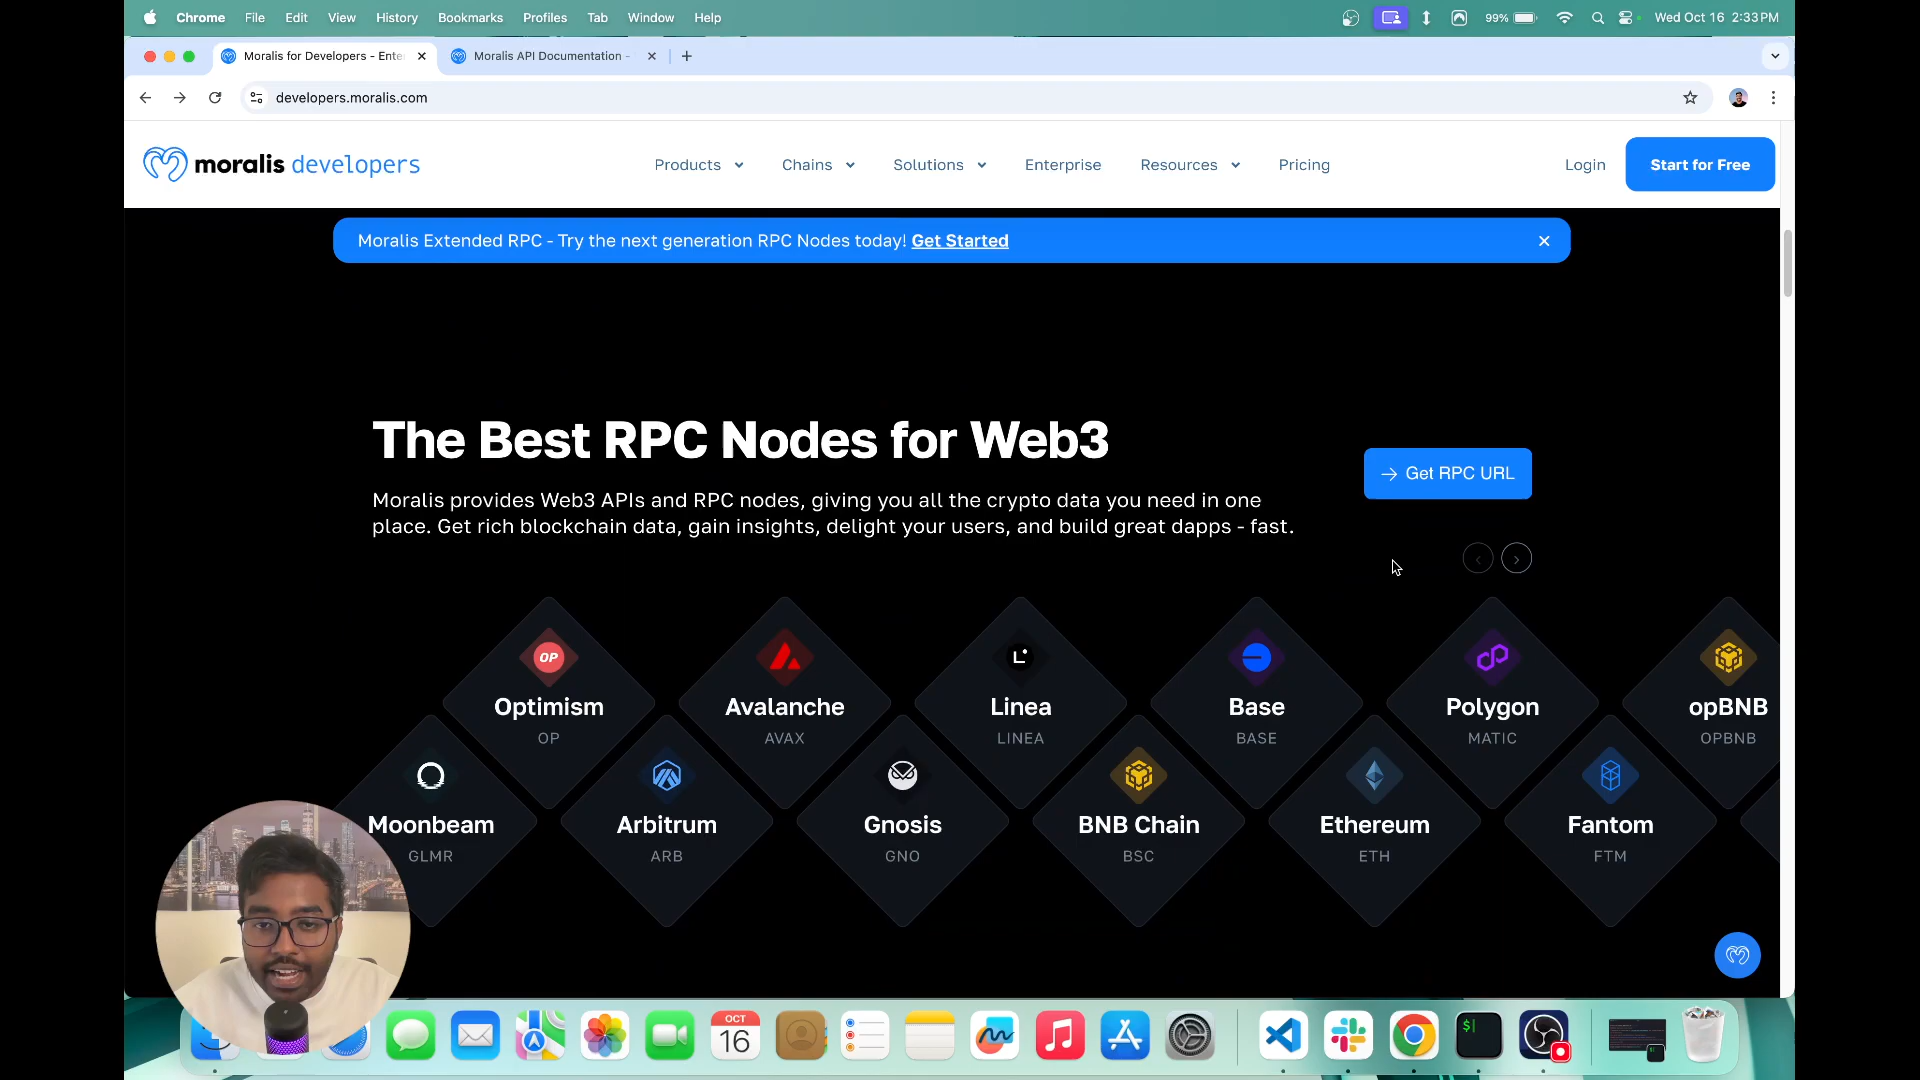 Chrome File Edit View History Bookmarks Profiles Tab Window Help 99% Wed Oct 16 2:33PM
Moralis for Developers - Ente Moralis API Documentation -
developers.moralis.com
moralis developers Products Chains Solutions Enterprise Resources Pricing Login Start for Free
Moralis Extended RPC - Try the next generation RPC Nodes today! Get Started
The Best RPC Nodes for Web3
Get RPC URL
Moralis provides Web3 APIs and RPC nodes, giving you all the crypto data you need in one
place. Get rich blockchain data, gain insights, delight your users, and build great dapps - fast.
OP
Optimism Avalanche Linea Base Polygon opBNB
OP AVAX LINEA BASE MATIC OPBNB
Moonbeam Arbitrum Gnosis BNB Chain Ethereum Fantom
GLMR ARB GNO BSC ETH FTM
OCT
16
$